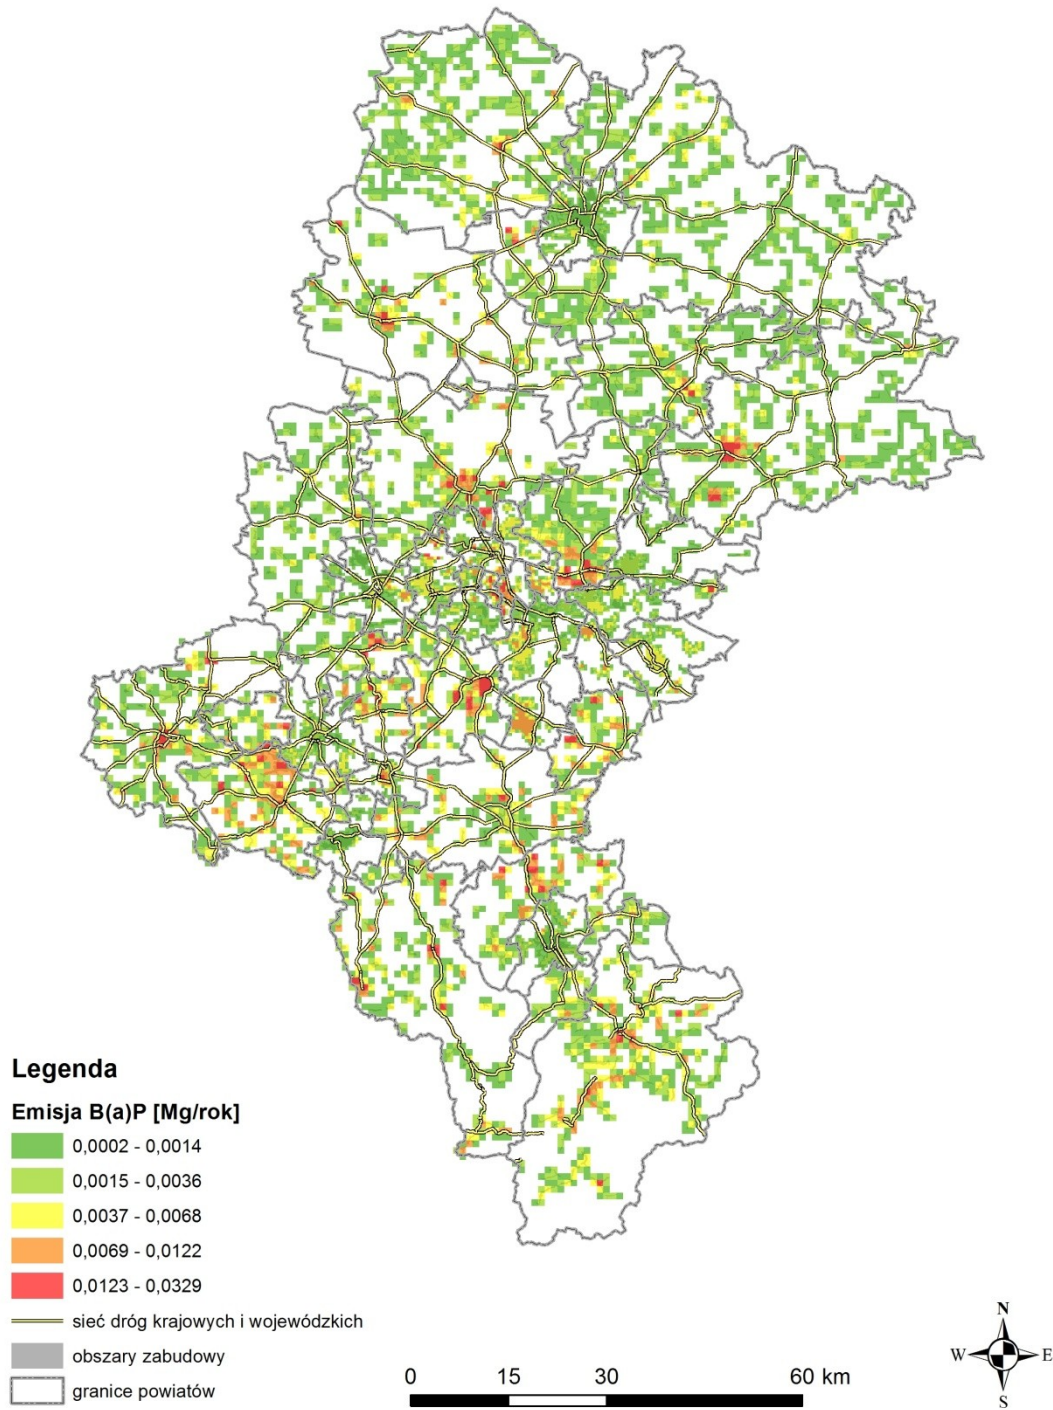 Legenda
Emisja B(a)P [Mg/rok]
0,0002 - 0,0014
0,0015 - 0,0036
0,0037 - 0,0068
0,0069 - 0,0122
0,0123 - 0,0329
sieć dróg krajowych i wojewódzkich
obszary zabudowy
granice powiatów
0 15 30 60 km
N
W E
S